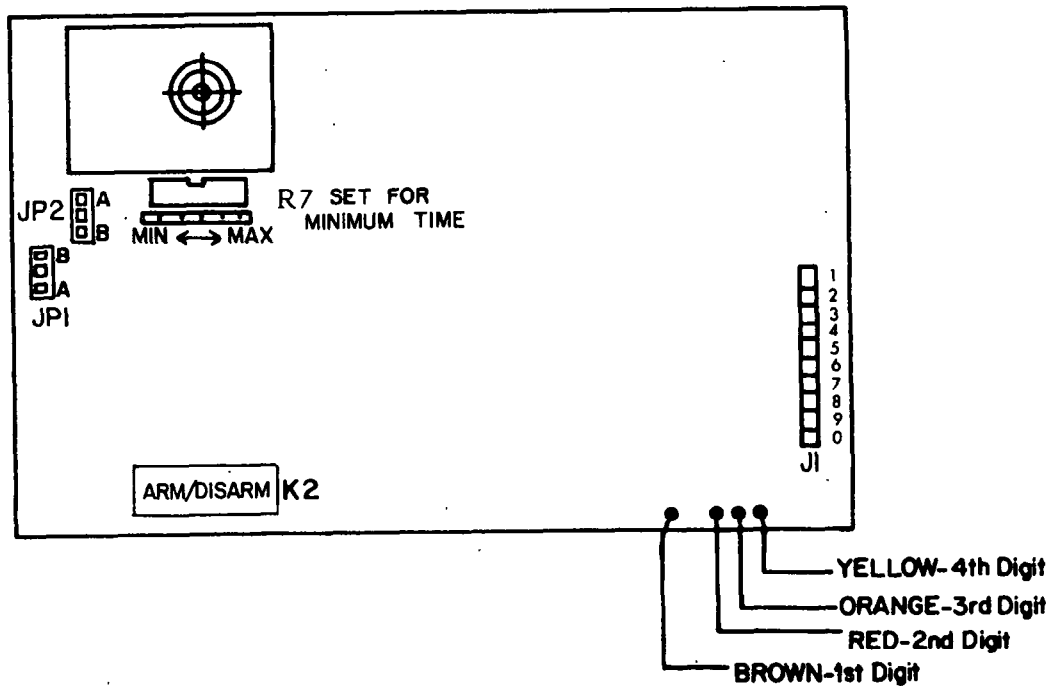 R7 SET FOR
MINIMUM TIME
JP2
A
B
MIN MAX
B
A
JP1
1
2
3
4
5
6
7
8
9
0
J1
ARM/DISARM K2
YELLOW-4th Digit
ORANGE-3rd Digit
RED-2nd Digit
BROWN-1st Digit